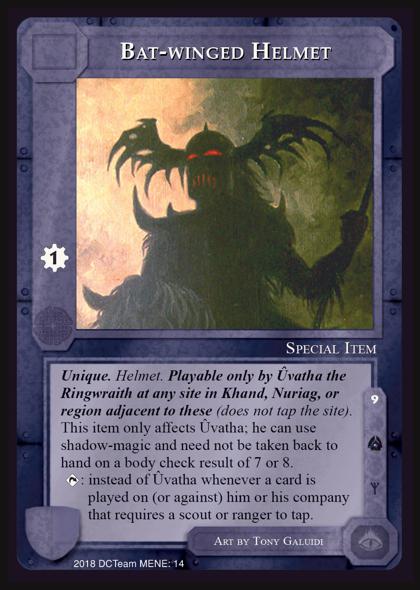 Bat-winged Helmet
1
Special Item
Unique. Helmet. Playable only by Ûvatha the
Ringwraith at any site in Khand, Nuriag, or
region adjacent to these (does not tap the site).
This item only affects Ûvatha; he can use
shadow-magic and need not be taken back to
hand on a body check result of 7 or 8.
: instead of Ûvatha whenever a card is
played on (or against) him or his company
that requires a scout or ranger to tap.
9
Art by Tony Galuidi
2018 DCTeam MENE: 14